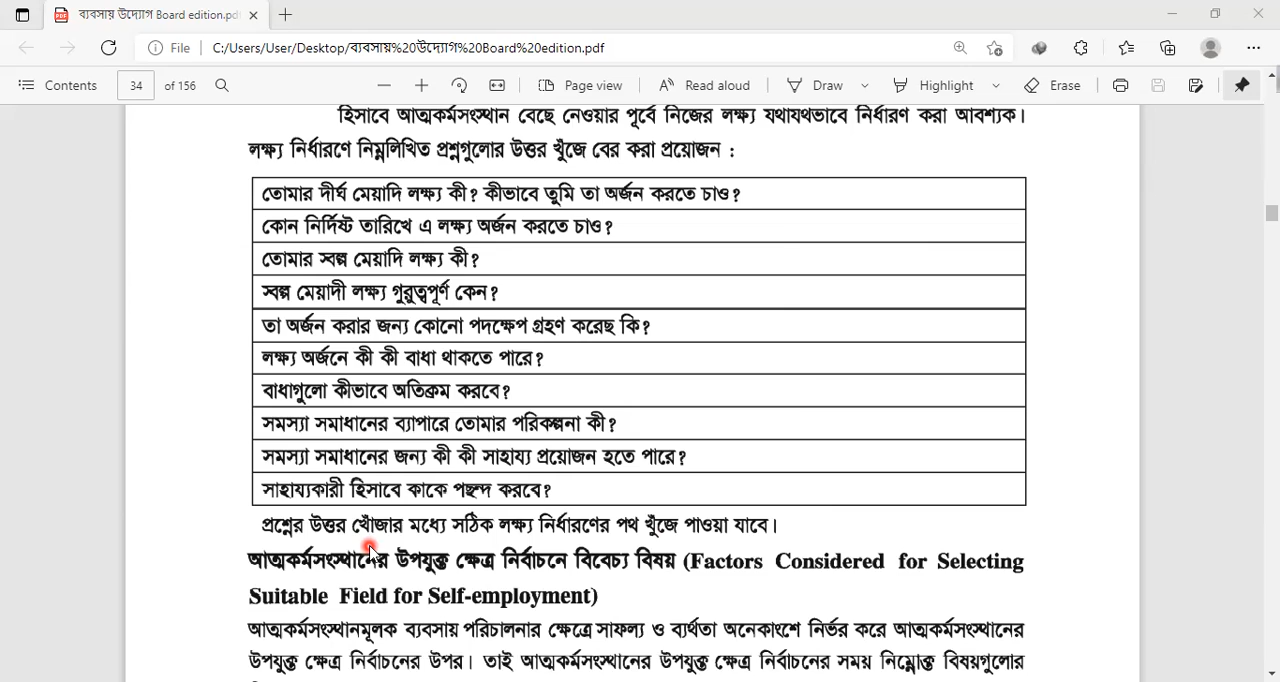 ব্যবসায় উদ্যোগ Board edition.pdf
File C:/Users/User/Desktop/ব্যবসায়%20উদ্যোগ%20Board%20edition.pdf
Contents 34 of 156 Page view Read aloud Draw Highlight Erase
হিসাবে আত্মকর্মসংস্থান বেছে নেওয়ার পূর্বে নিজের লক্ষ্য যথাযথভাবে নির্ধারণ করা আবশ্যক।
লক্ষ্য নির্ধারণে নিম্নলিখিত প্রশ্নগুলোর উত্তর খুঁজে বের করা প্রয়োজন :
তোমার দীর্ঘ মেয়াদি লক্ষ্য কী? কীভাবে তুমি তা অর্জন করতে চাও?
কোন নির্দিষ্ট তারিখে এ লক্ষ্য অর্জন করতে চাও?
তোমার স্বল্প মেয়াদি লক্ষ্য কী?
স্বল্প মেয়াদী লক্ষ্য গুরুত্বপূর্ণ কেন?
তা অর্জন করার জন্য কোনো পদক্ষেপ গ্রহণ করেছ কি?
লক্ষ্য অর্জনে কী কী বাধা থাকতে পারে?
বাধাগুলো কীভাবে অতিক্রম করবে?
সমস্যা সমাধানের ব্যাপারে তোমার পরিকল্পনা কী?
সমস্যা সমাধানের জন্য কী কী সাহায্য প্রয়োজন হতে পারে?
সাহায্যকারী হিসাবে কাকে পছন্দ করবে?
প্রশ্নের উত্তর খোঁজার মধ্যে সঠিক লক্ষ্য নির্ধারণের পথ খুঁজে পাওয়া যাবে।
আত্মকর্মসংস্থানের উপযুক্ত ক্ষেত্র নির্বাচনে বিবেচ্য বিষয় (Factors Considered for Selecting
Suitable Field for Self-employment)
আত্মকর্মসংস্থানমূলক ব্যবসায় পরিচালনার ক্ষেত্রে সাফল্য ও ব্যর্থতা অনেকাংশে নির্ভর করে আত্মকর্মসংস্থানের
উপযুক্ত ক্ষেত্র নির্বাচনের উপর। তাই আত্মকর্মসংস্থানের উপযুক্ত ক্ষেত্র নির্বাচনের সময় নিম্নোক্ত বিষয়গুলোর